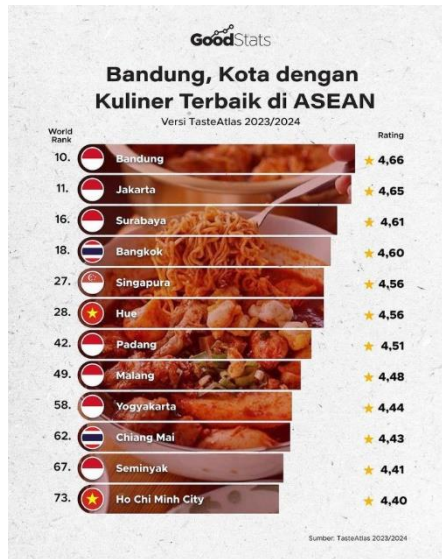 GoodStats
Bandung, Kota dengan
Kuliner Terbaik di ASEAN
Versi TasteAtlas 2023/2024
World
Rank
Rating
10. Bandung 4,66
11. Jakarta 4,65
16. Surabaya 4,61
18. Bangkok 4,60
27. Singapura 4,56
28. Hue 4,56
42. Padang 4,51
49. Malang 4,48
58. Yogyakarta 4,44
62. Chiang Mai 4,43
67. Seminyak 4,41
73. Ho Chi Minh City 4,40
Sumber: TasteAtlas 2023/2024